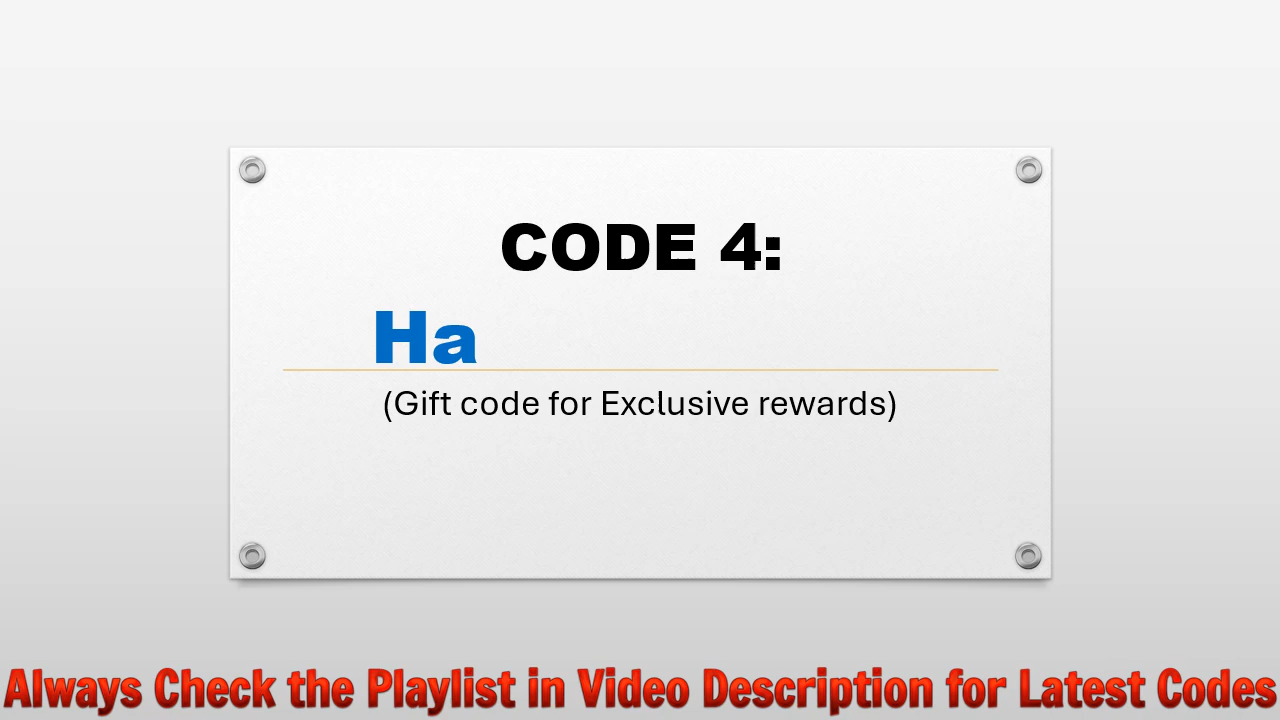 CODE 4:
Ha
(Gift code for Exclusive rewards)
Always Check the Playlist in Video Description for Latest Codes